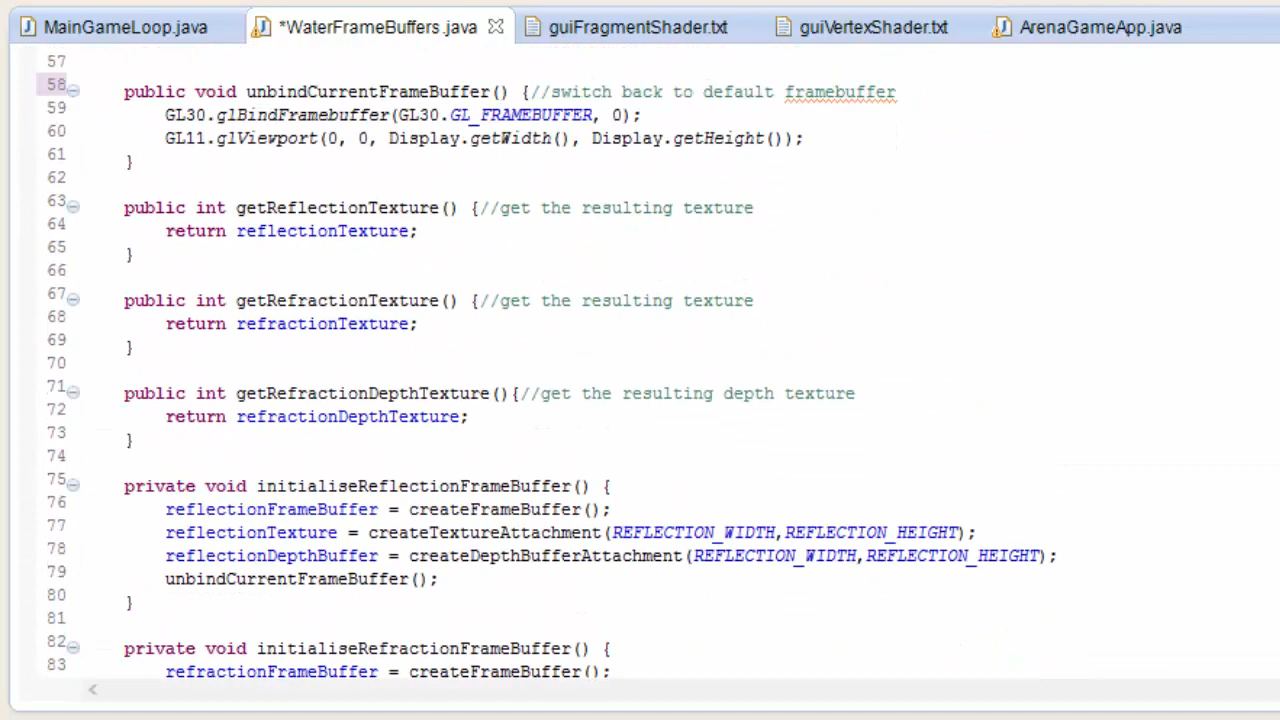 MainGameLoop.java *WaterFrameBuffers.java guiFragmentShader.txt guiVertexShader.txt ArenaGameApp.java
57
58 public void unbindCurrentFrameBuffer() {//switch back to default framebuffer
59 GL30.glBindFramebuffer(GL30.GL_FRAMEBUFFER, 0);
60 GL11.glViewport(0, 0, Display.getWidth(), Display.getHeight());
61 }
62
63 public int getReflectionTexture() {//get the resulting texture
64 return reflectionTexture;
65 }
66
67 public int getRefractionTexture() {//get the resulting texture
68 return refractionTexture;
69 }
70
71 public int getRefractionDepthTexture(){//get the resulting depth texture
72 return refractionDepthTexture;
73 }
74
75 private void initialiseReflectionFrameBuffer() {
76 reflectionFrameBuffer = createFrameBuffer();
77 reflectionTexture = createTextureAttachment(REFLECTION_WIDTH,REFLECTION_HEIGHT);
78 reflectionDepthBuffer = createDepthBufferAttachment(REFLECTION_WIDTH,REFLECTION_HEIGHT);
79 unbindCurrentFrameBuffer();
80 }
81
82 private void initialiseRefractionFrameBuffer() {
83 refractionFrameBuffer = createFrameBuffer();